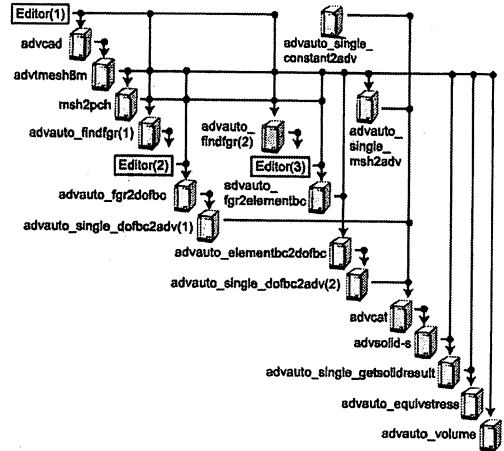 Editor(1)
advcad
advauto_single_
constant2adv
advtmesh8m
msh2pch
advauto_findfgr(1)
advauto_
findfgr(2)
advauto_
single_
msh2adv
Editor(2)
Editor(3)
advauto_fgr2dofbc
advauto_
fgr2elementbc
advauto_single_dofbc2adv(1)
advauto_elementbc2dofbc
advauto_single_dofbc2adv(2)
advcat
advsolid-s
advauto_single_getsolidresult
advauto_equivstress
advauto_volume